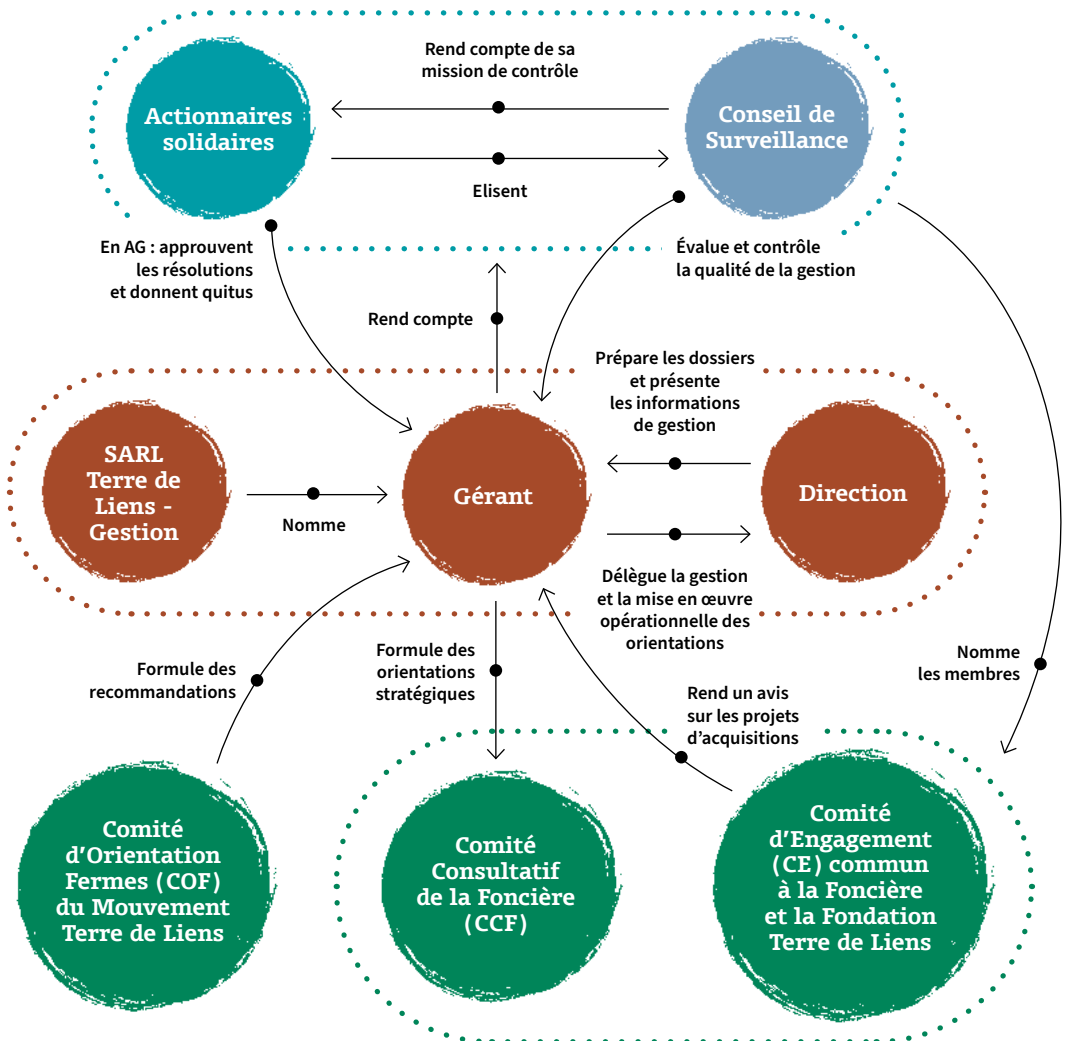 Rend compte de sa
mission de contrôle
Actionnaires
solidaires
Conseil de
Surveillance
Elisent
En AG : approuvent
les résolutions
et donnent quitus
Évalue et contrôle
la qualité de la gestion
Rend compte
Prépare les dossiers
et présente
les informations
de gestion
SARL
Terre de
Liens -
Gestion
Nomme
Gérant
Direction
Délègue la gestion
et la mise en œuvre
opérationnelle des
orientations
Formule des
recommandations
Formule des
orientations
stratégiques
Nomme
les membres
Rend un avis
sur les projets
d’acquisitions
Comité
d’Orientation
Fermes (COF)
du Mouvement
Terre de Liens
Comité
Consultatif
de la Foncière
(CCF)
Comité
d’Engagement
(CE) commun
à la Foncière
et la Fondation
Terre de Liens